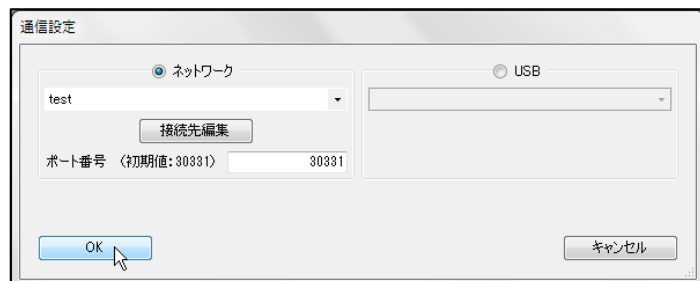 通信設定
ネットワーク
USB
test
接続先編集
ポート番号 (初期値:30331) 30331
OK
キャンセル